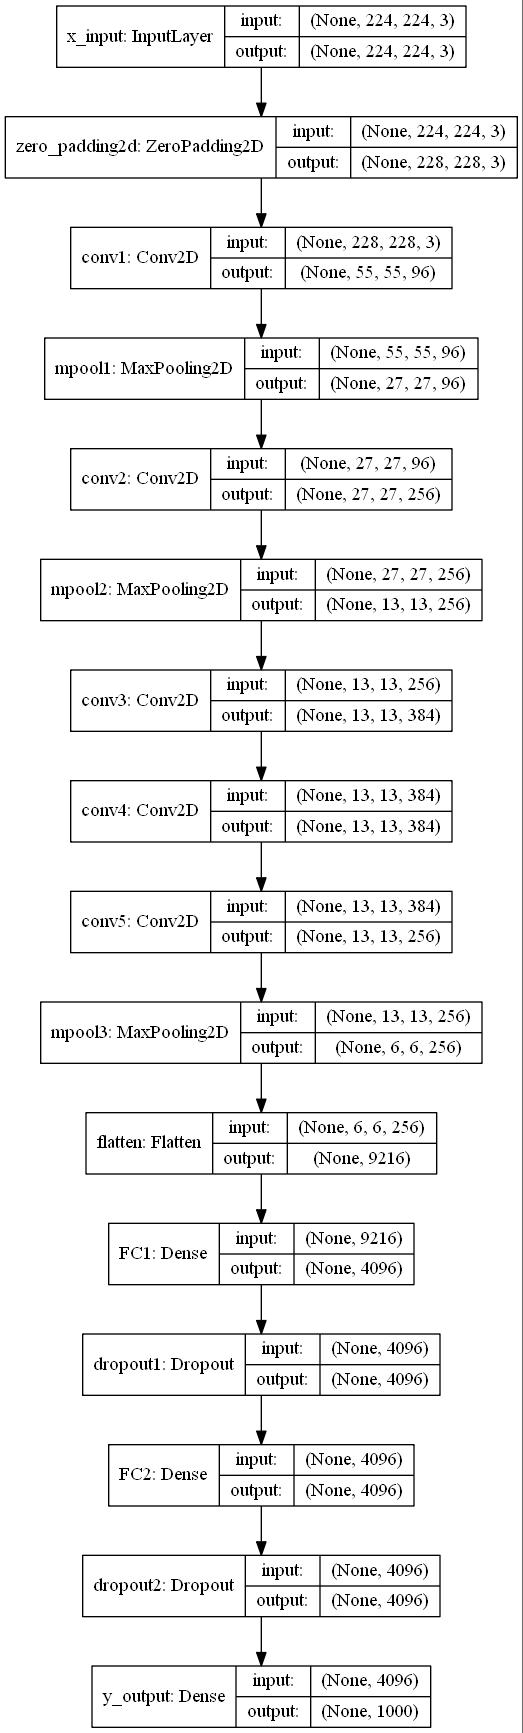 x_input: InputLayer
input: (None, 224, 224, 3)
output: (None, 224, 224, 3)
zero_padding2d: ZeroPadding2D
input: (None, 224, 224, 3)
output: (None, 228, 228, 3)
conv1: Conv2D
input: (None, 228, 228, 3)
output: (None, 55, 55, 96)
mpool1: MaxPooling2D
input: (None, 55, 55, 96)
output: (None, 27, 27, 96)
conv2: Conv2D
input: (None, 27, 27, 96)
output: (None, 27, 27, 256)
mpool2: MaxPooling2D
input: (None, 27, 27, 256)
output: (None, 13, 13, 256)
conv3: Conv2D
input: (None, 13, 13, 256)
output: (None, 13, 13, 384)
conv4: Conv2D
input: (None, 13, 13, 384)
output: (None, 13, 13, 384)
conv5: Conv2D
input: (None, 13, 13, 384)
output: (None, 13, 13, 256)
mpool3: MaxPooling2D
input: (None, 13, 13, 256)
output: (None, 6, 6, 256)
flatten: Flatten
input: (None, 6, 6, 256)
output: (None, 9216)
FC1: Dense
input: (None, 9216)
output: (None, 4096)
dropout1: Dropout
input: (None, 4096)
output: (None, 4096)
FC2: Dense
input: (None, 4096)
output: (None, 4096)
dropout2: Dropout
input: (None, 4096)
output: (None, 4096)
y_output: Dense
input: (None, 4096)
output: (None, 1000)